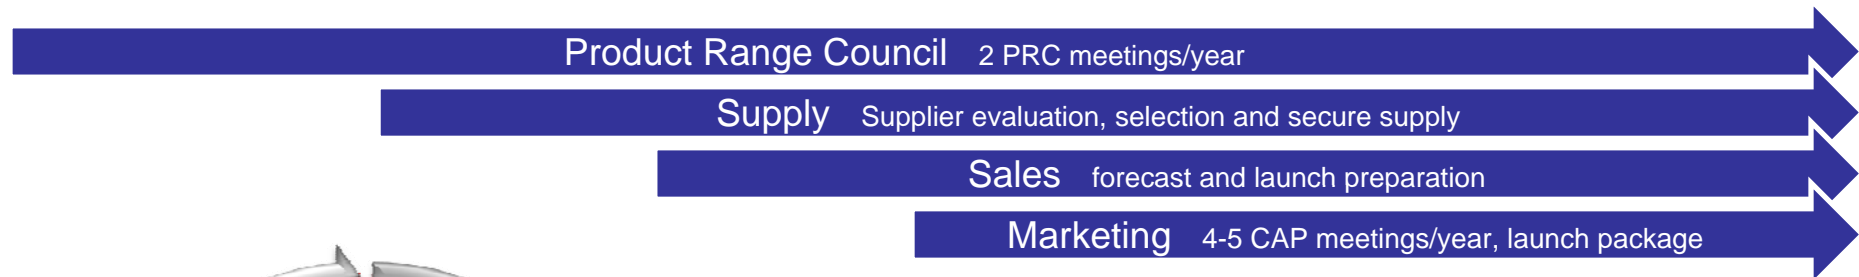 Product Range Council 2 PRC meetings/year
Supply Supplier evaluation, selection and secure supply
Sales forecast and launch preparation
Marketing 4-5 CAP meetings/year, launch package